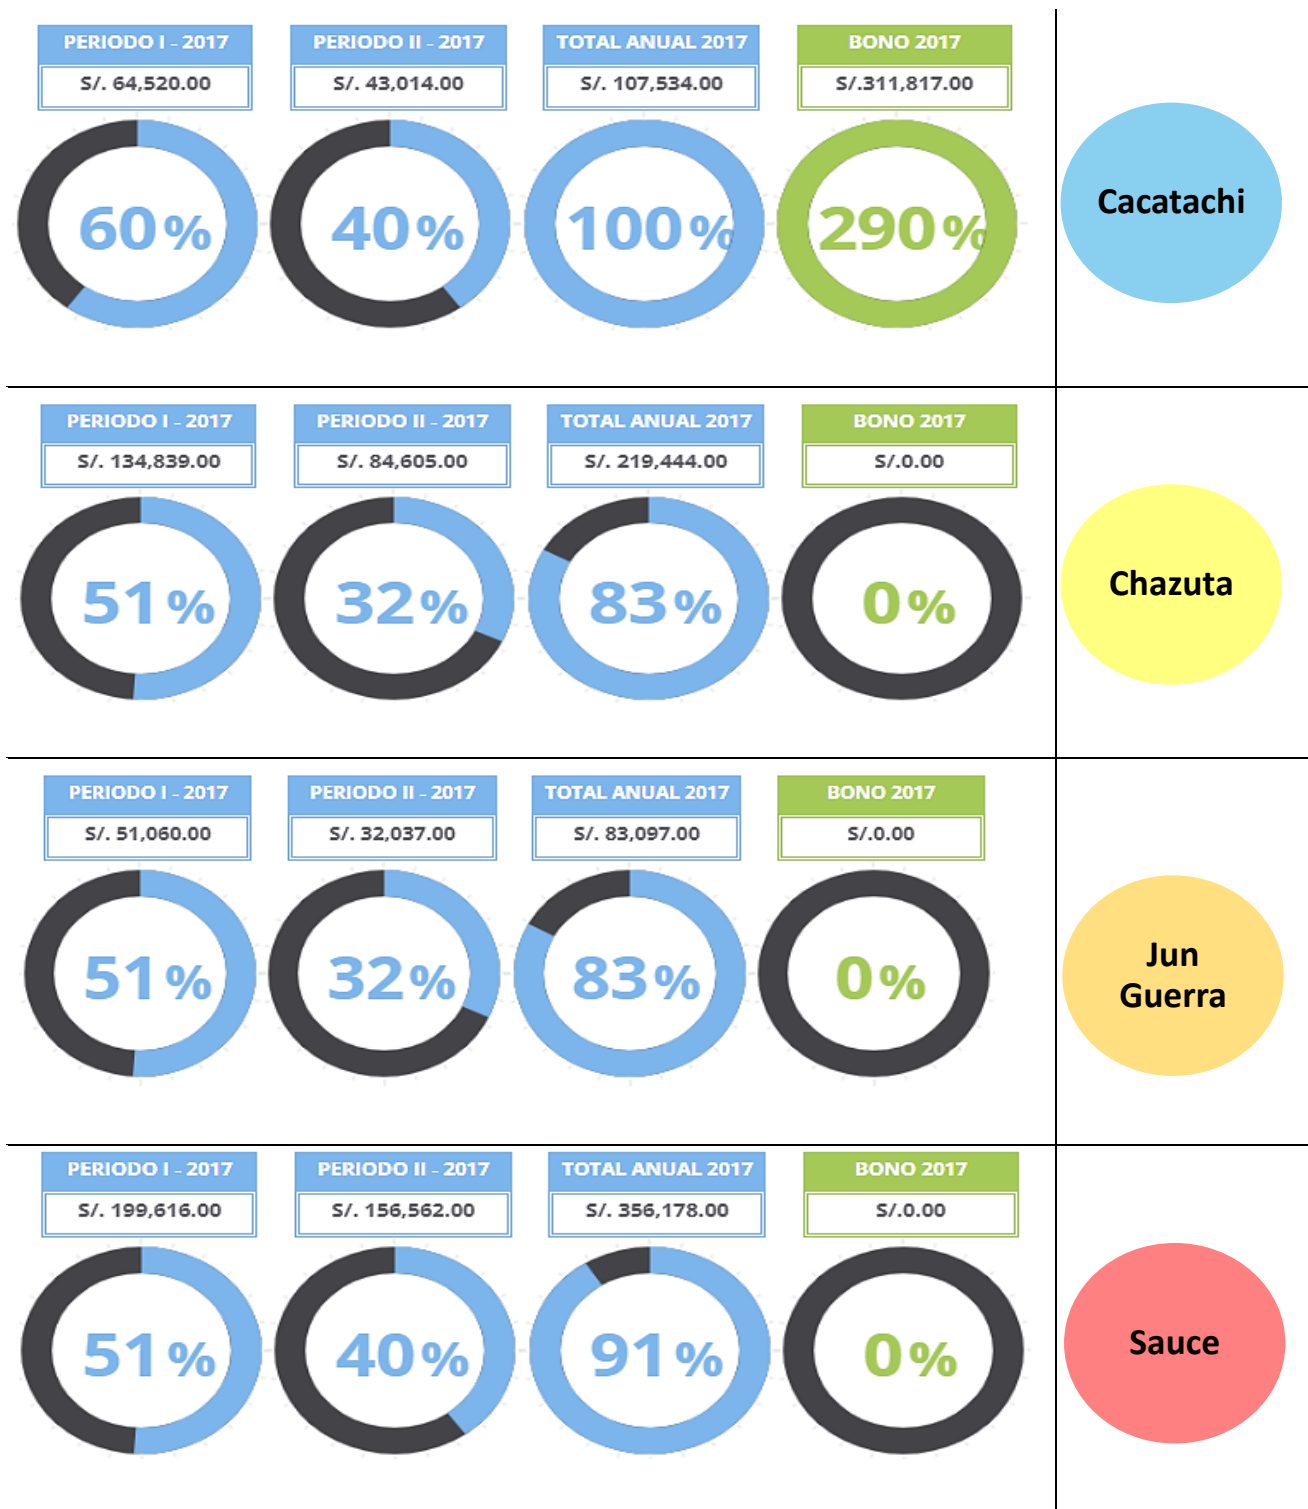 PERIODO I - 2017 PERIODO II - 2017 TOTAL ANUAL 2017 BONO 2017
S/. 64,520.00 S/. 43,014.00 S/. 107,534.00 S/.311,817.00
60% 40% 100% 290%
Cacatachi
PERIODO I - 2017 PERIODO II - 2017 TOTAL ANUAL 2017 BONO 2017
S/. 134,839.00 S/. 84,605.00 S/. 219,444.00 S/.0.00
51% 32% 83% 0%
Chazuta
PERIODO I - 2017 PERIODO II - 2017 TOTAL ANUAL 2017 BONO 2017
S/. 51,060.00 S/. 32,037.00 S/. 83,097.00 S/.0.00
51% 32% 83% 0%
Jun
Guerra
PERIODO I - 2017 PERIODO II - 2017 TOTAL ANUAL 2017 BONO 2017
S/. 199,616.00 S/. 156,562.00 S/. 356,178.00 S/.0.00
51% 40% 91% 0%
Sauce